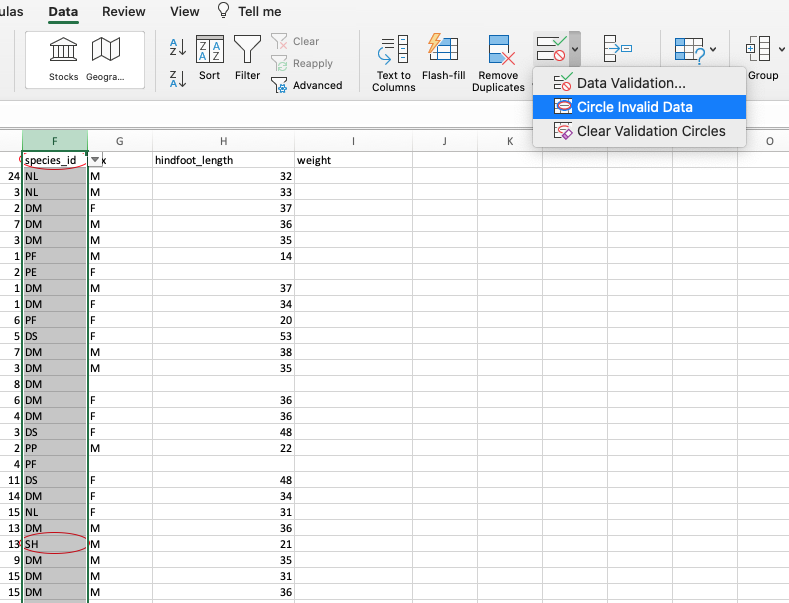 ulas Data Review View Tell me
Stocks Geogra...
Sort Filter
Clear
Reapply
Advanced
Text to Columns
Flash-fill
Remove Duplicates
Group
Data Validation...
Circle Invalid Data
Clear Validation Circles
F G H I J K O
species_id x hindfoot_length weight
24 NL M 32
3 NL M 33
2 DM F 37
7 DM M 36
3 DM M 35
1 PF M 14
2 PE F
1 DM M 37
1 DM F 34
6 PF F 20
5 DS F 53
7 DM M 38
3 DM M 35
8 DM
6 DM F 36
4 DM F 36
3 DS F 48
2 PP M 22
4 PF
11 DS F 48
14 DM F 34
15 NL F 31
13 DM M 36
13 SH M 21
9 DM M 35
15 DM M 31
15 DM M 36